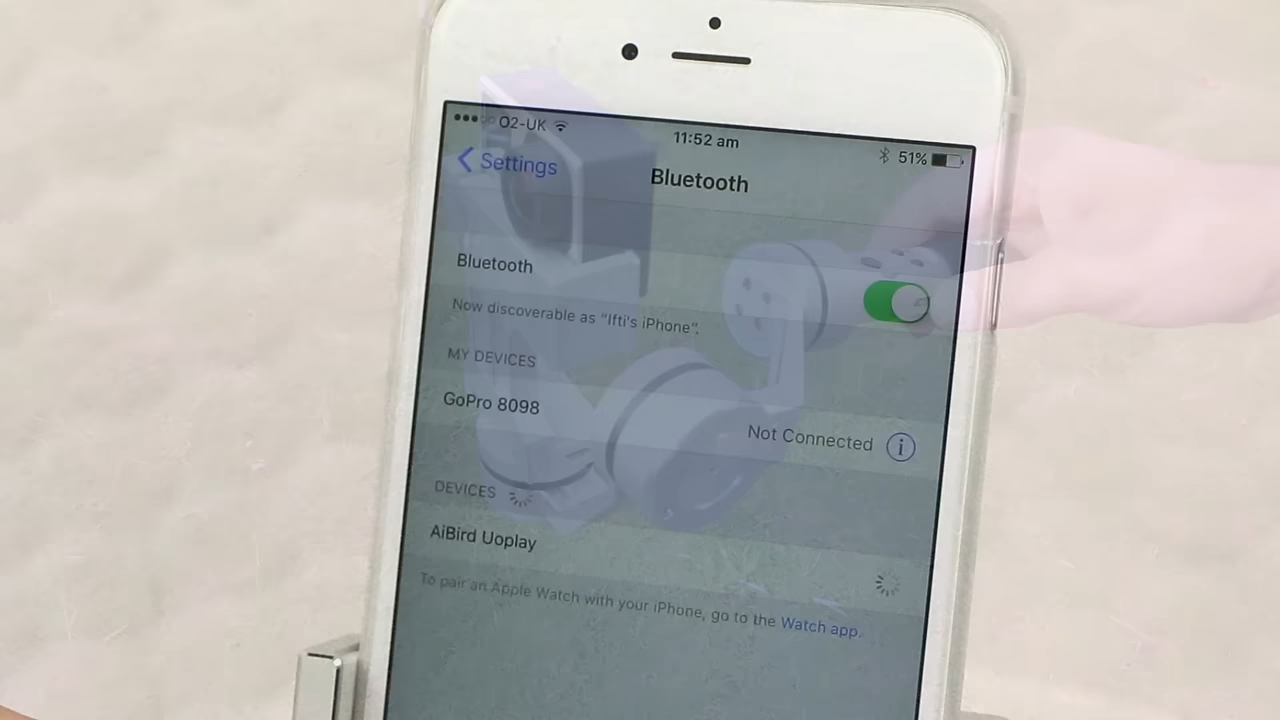 O2-UK
11:52 am
51%
Settings
Bluetooth
Bluetooth
Now discoverable as "Ifti's iPhone".
MY DEVICES
GoPro 8098
Not Connected
i
DEVICES
AiBird Uoplay
To pair an Apple Watch with your iPhone, go to the Watch app.